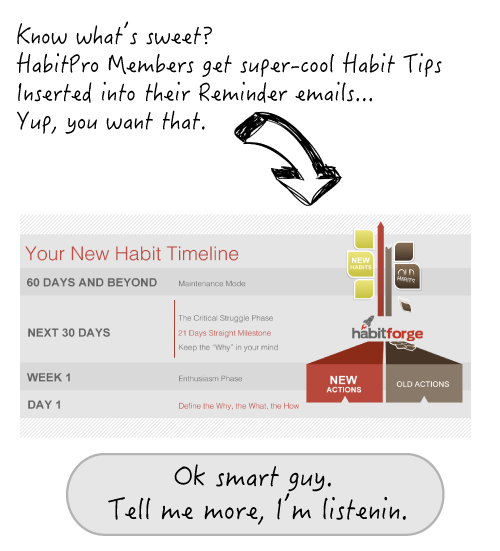 Know what's sweet?
HabitPro Members get super-cool Habit Tips
Inserted into their Reminder emails...
Yup, you want that.
Your New Habit Timeline
60 DAYS AND BEYOND
Maintenance Mode
NEXT 30 DAYS
The Critical Struggle Phase
21 Days Straight Milestone
Keep the "Why" in your mind
WEEK 1
Enthusiasm Phase
DAY 1
Define the Why, the What, the How
NEW
HABITS
OLD
HABITS
habitforge
NEW
ACTIONS
OLD ACTIONS
Ok smart guy.
Tell me more, I'm listenin.